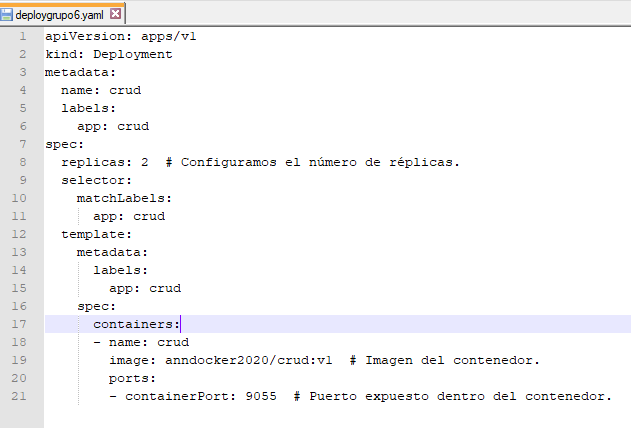 deploygrupo6.yaml
1 apiVersion: apps/v1
2 kind: Deployment
3 metadata:
4   name: crud
5   labels:
6     app: crud
7 spec:
8   replicas: 2  # Configuramos el número de réplicas.
9   selector:
10     matchLabels:
11       app: crud
12   template:
13     metadata:
14       labels:
15         app: crud
16     spec:
17       containers:
18       - name: crud
19         image: anndocker2020/crud:v1  # Imagen del contenedor.
20         ports:
21         - containerPort: 9055  # Puerto expuesto dentro del contenedor.